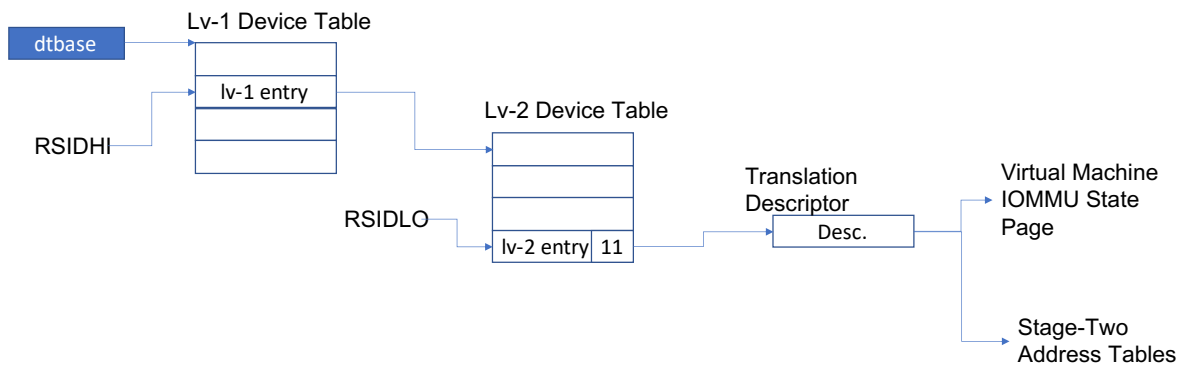 Lv-1 Device Table
dtbase
lv-1 entry
RSIDHI
Lv-2 Device Table
RSIDLO
lv-2 entry 11
Translation
Descriptor
Desc.
Virtual Machine
IOMMU State
Page
Stage-Two
Address Tables